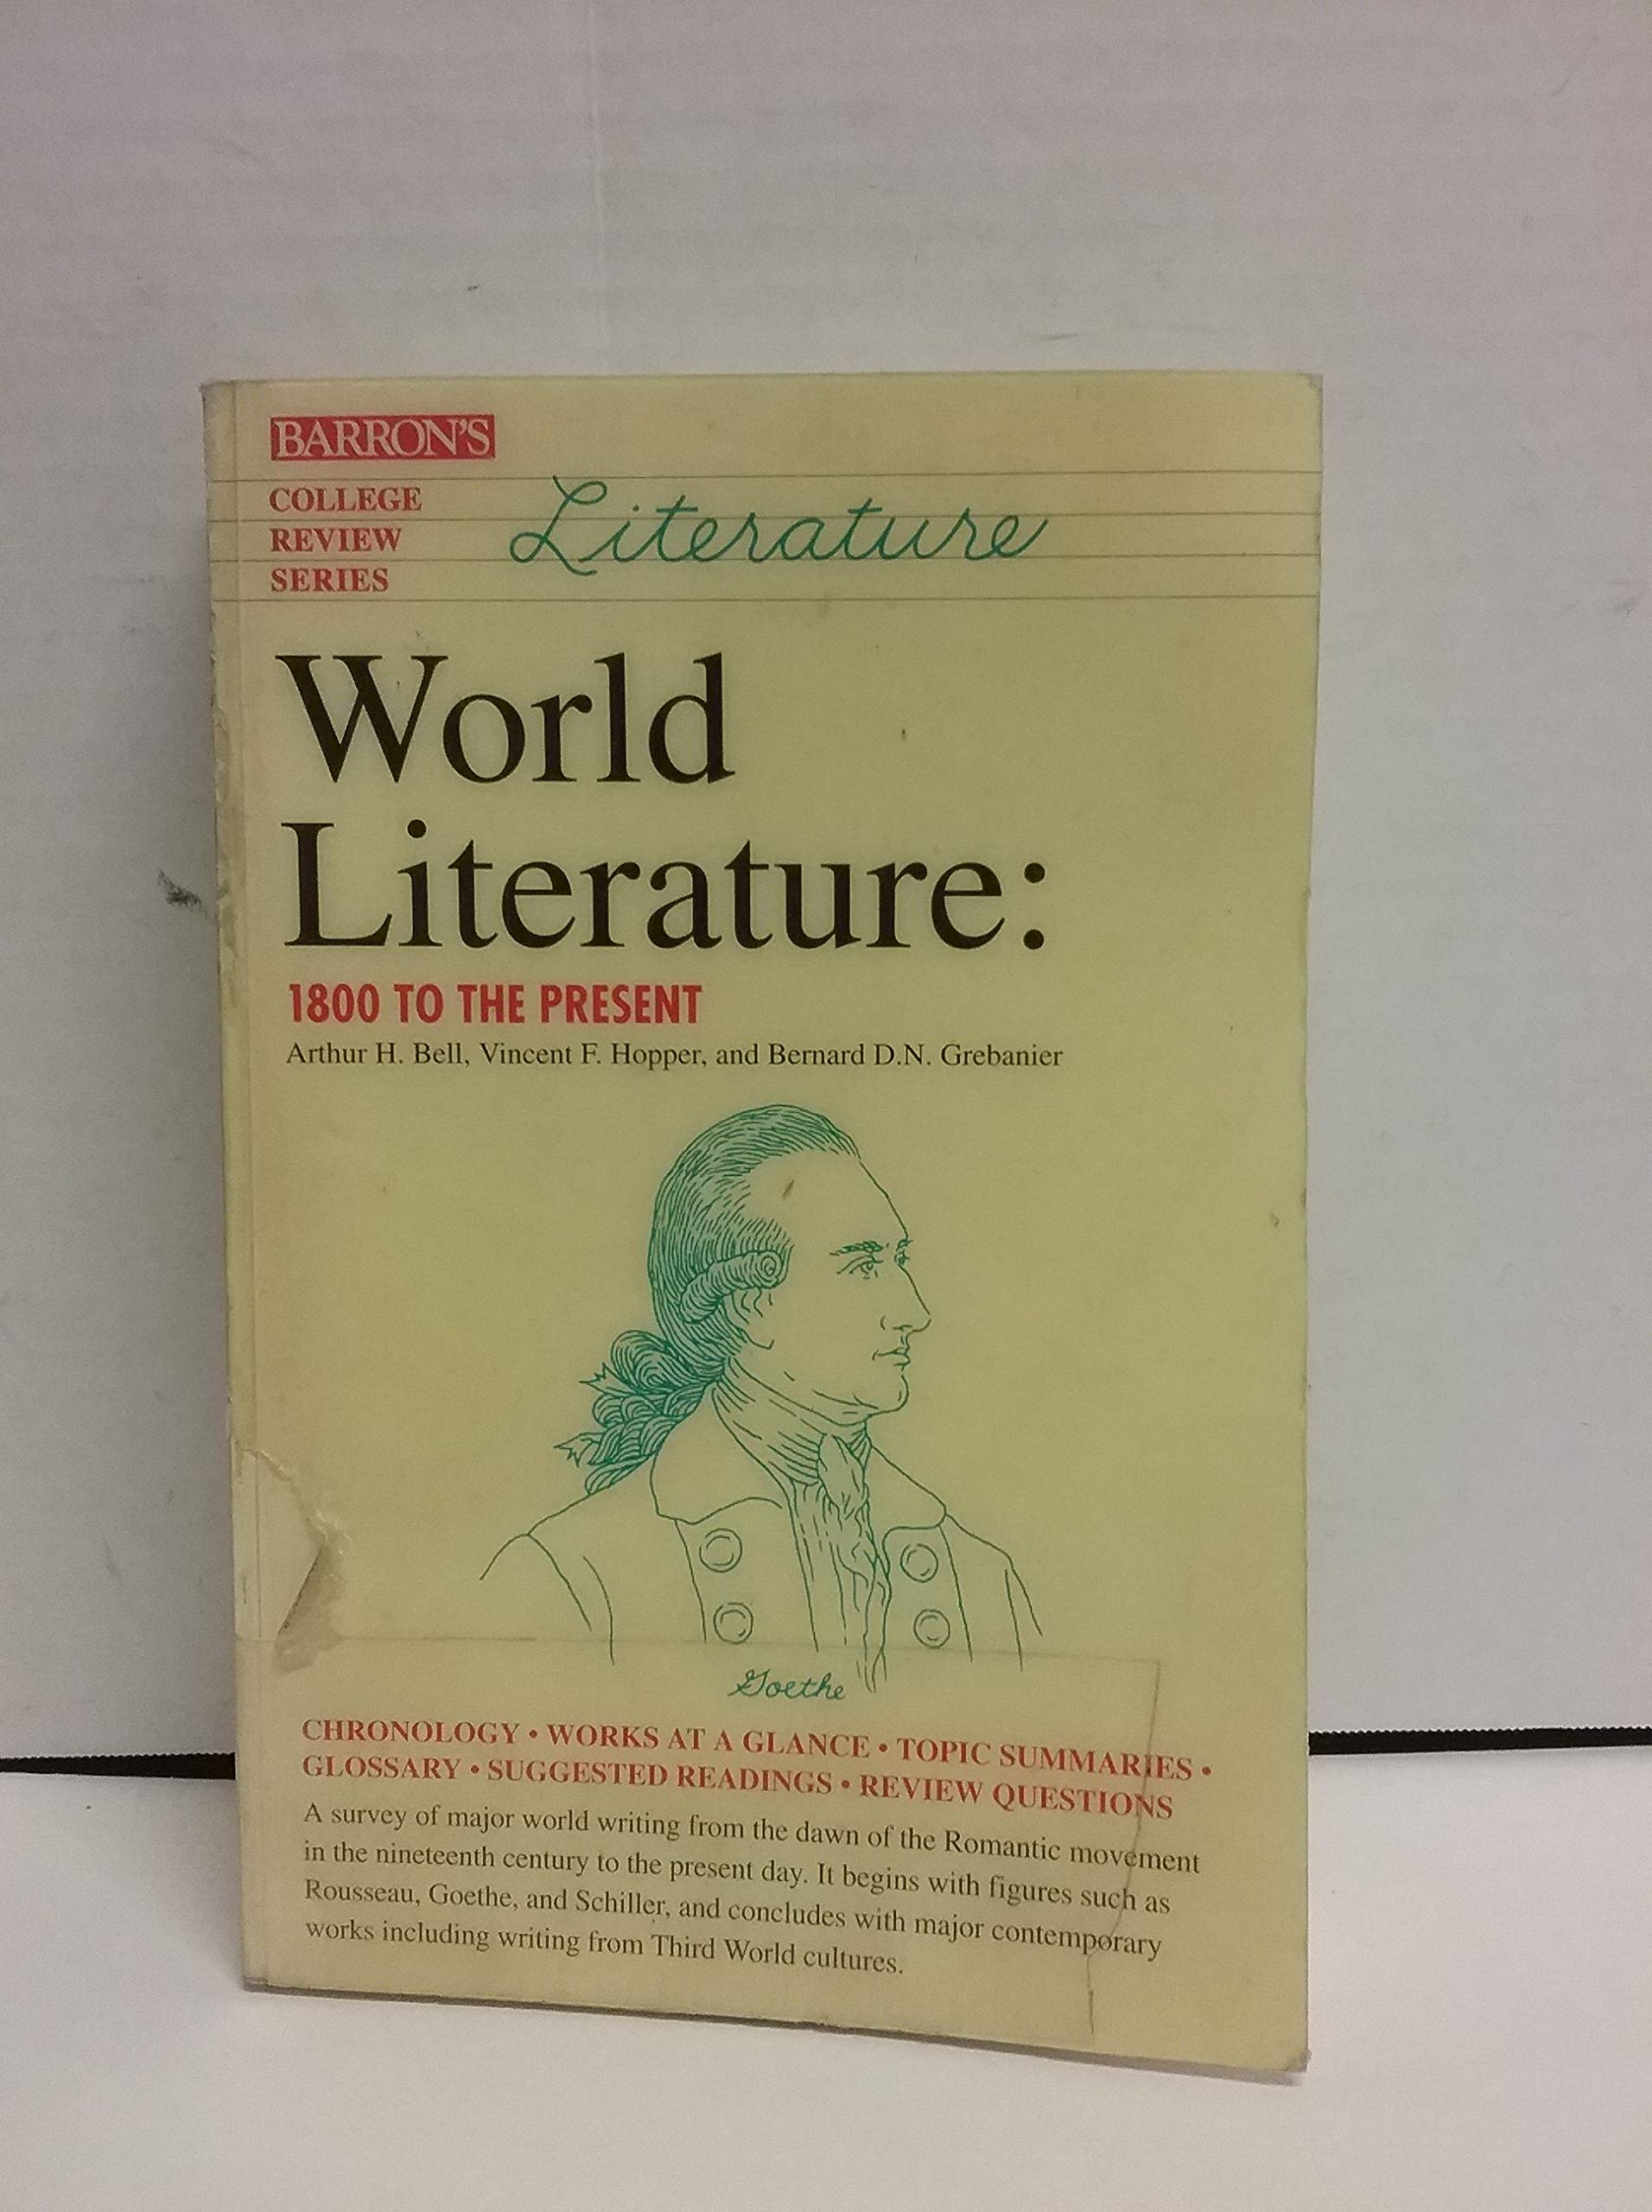 BARRON'S
COLLEGE
REVIEW
SERIES
Literature
World
Literature:
1800 TO THE PRESENT
Arthur H. Bell, Vincent F. Hopper, and Bernard D.N. Grebanier
Goethe
CHRONOLOGY • WORKS AT A GLANCE • TOPIC SUMMARIES •
GLOSSARY • SUGGESTED READINGS • REVIEW QUESTIONS
A survey of major world writing from the dawn of the Romantic movement
in the nineteenth century to the present day. It begins with figures such as
Rousseau, Goethe, and Schiller, and concludes with major contemporary
works including writing from Third World cultures.